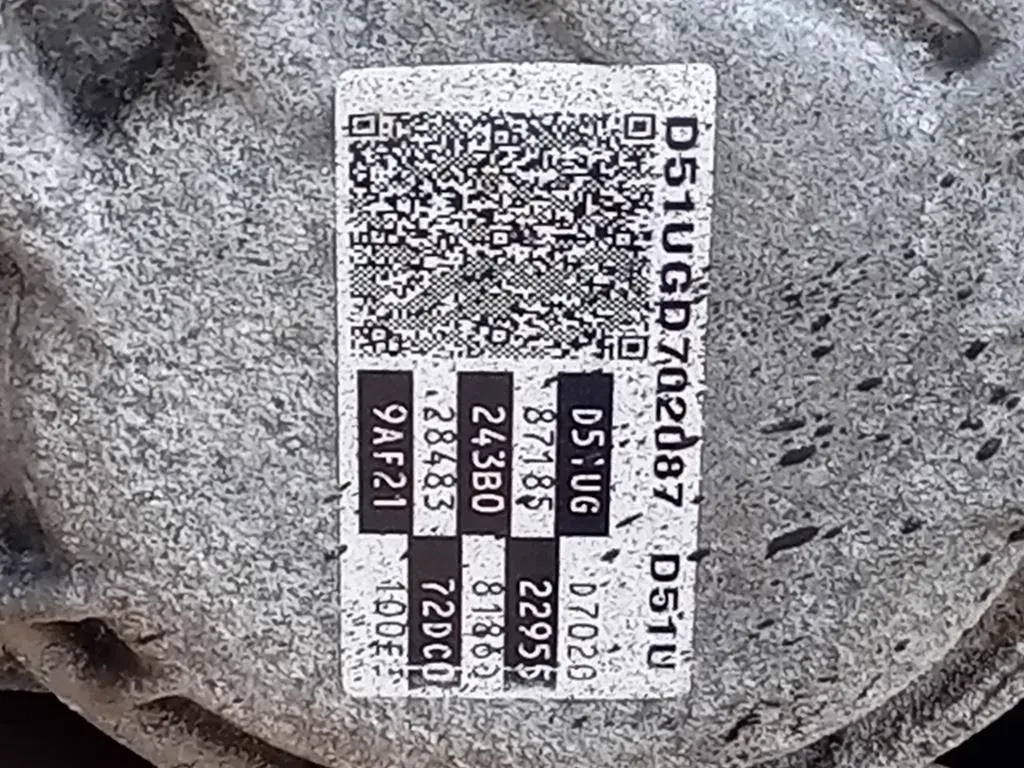 D51UGD702087 D51U
D51UG D7020
87185 22955
243B0
28483 72DC0
9AF21